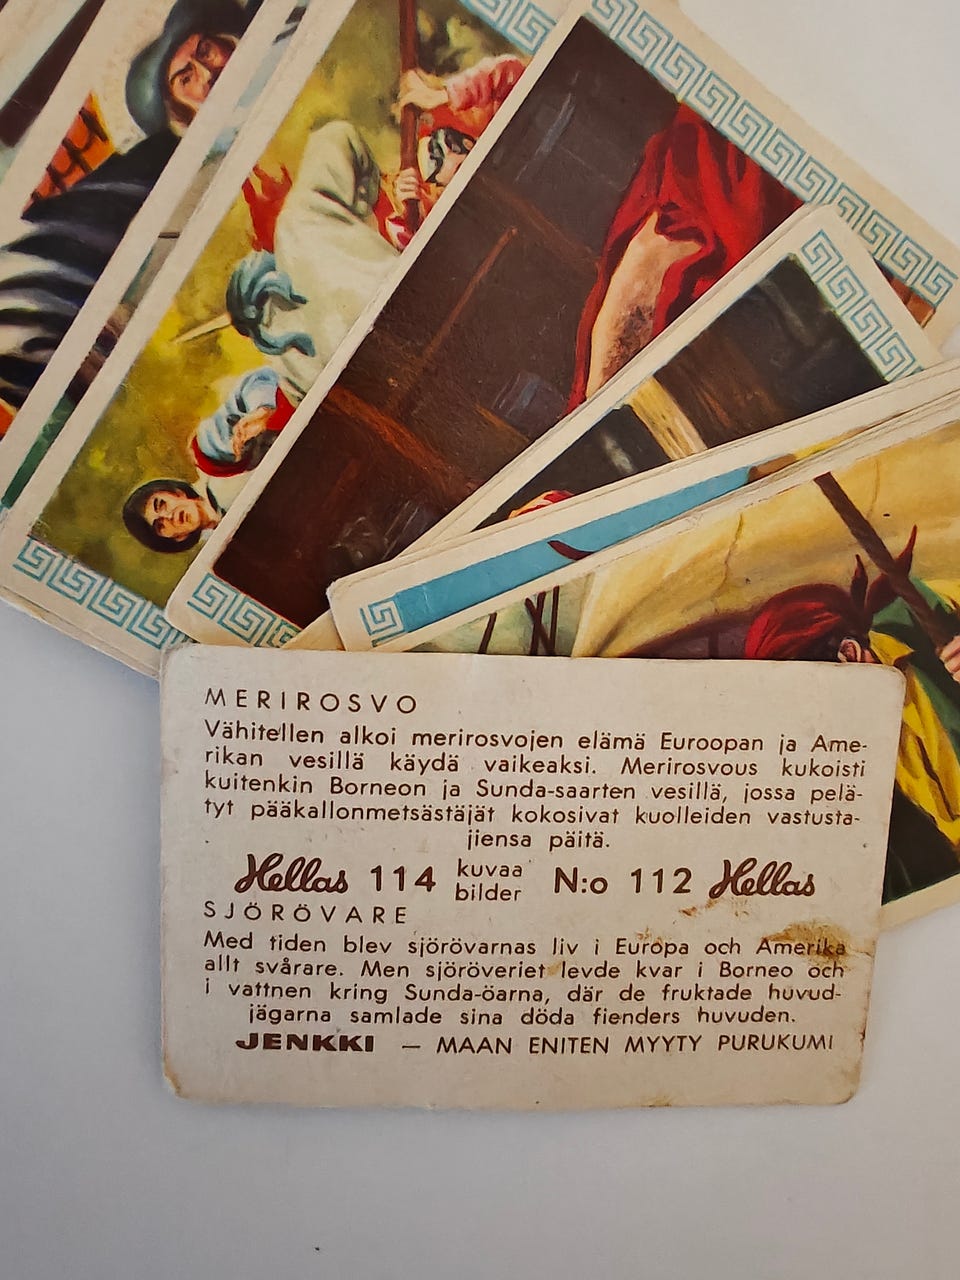 MERIROSVO
Vähitellen alkoi merirosvojen elämä Euroopan ja Ame-
rikan vesillä käydä vaikeaksi. Merirosvous kukoisti
kuitenkin Borneon ja Sunda-saarten vesillä, jossa pelä-
tyt pääkallonmetsästäjät kokosivat kuolleiden vastusta-
jiensa päitä.
Hellas 114 kuvaa bilder N:o 112 Hellas
SJÖRÖVARE
Med tiden blev sjörövarnas liv i Europa och Amerika
allt svårare. Men sjöröveriet levde kvar i Borneo och
i vattnen kring Sunda-öarna, där de fruktade huvud-
jägarna samlade sina döda fienders huvuden.
JENKKI — MAAN ENITEN MYYTY PURUKUMI